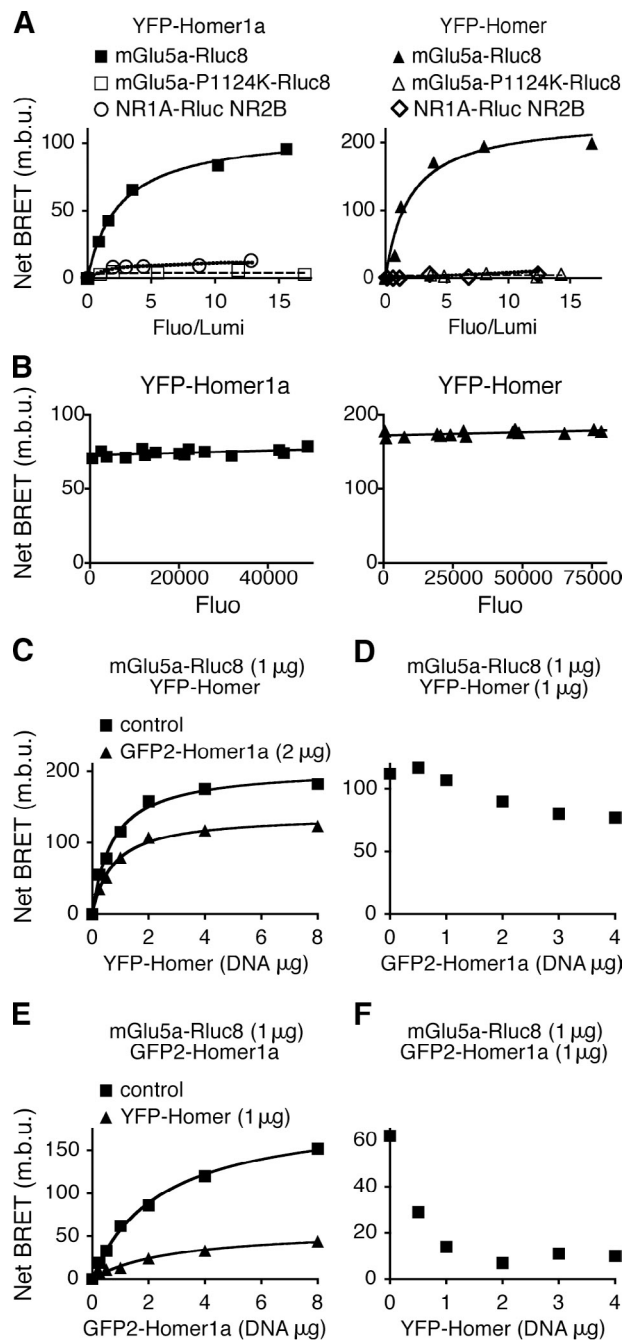 A
YFP-Homer1a
■ mGlu5a-Rluc8
□ mGlu5a-P1124K-Rluc8
○ NR1A-Rluc NR2B
Net BRET (m.b.u.)
100
50
0
0 5 10 15
Fluo/Lumi
YFP-Homer
▲ mGlu5a-Rluc8
△ mGlu5a-P1124K-Rluc8
◇ NR1A-Rluc NR2B
200
100
0
0 5 10 15
Fluo/Lumi
B
YFP-Homer1a
Net BRET (m.b.u.)
100
50
0
0 20000 40000
Fluo
YFP-Homer
200
100
0
0 25000 50000 75000
Fluo
C
mGlu5a-Rluc8 (1 µg)
YFP-Homer
■ control
▲ GFP2-Homer1a (2 µg)
Net BRET (m.b.u.)
200
100
0
0 2 4 6 8
YFP-Homer (DNA µg)
D
mGlu5a-Rluc8 (1 µg)
YFP-Homer (1 µg)
100
50
0
0 1 2 3 4
GFP2-Homer1a (DNA µg)
E
mGlu5a-Rluc8 (1 µg)
GFP2-Homer1a
■ control
▲ YFP-Homer (1 µg)
Net BRET (m.b.u.)
150
100
50
0
0 2 4 6 8
GFP2-Homer1a (DNA µg)
F
mGlu5a-Rluc8 (1 µg)
GFP2-Homer1a (1 µg)
60
40
20
0
0 1 2 3 4
YFP-Homer (DNA µg)